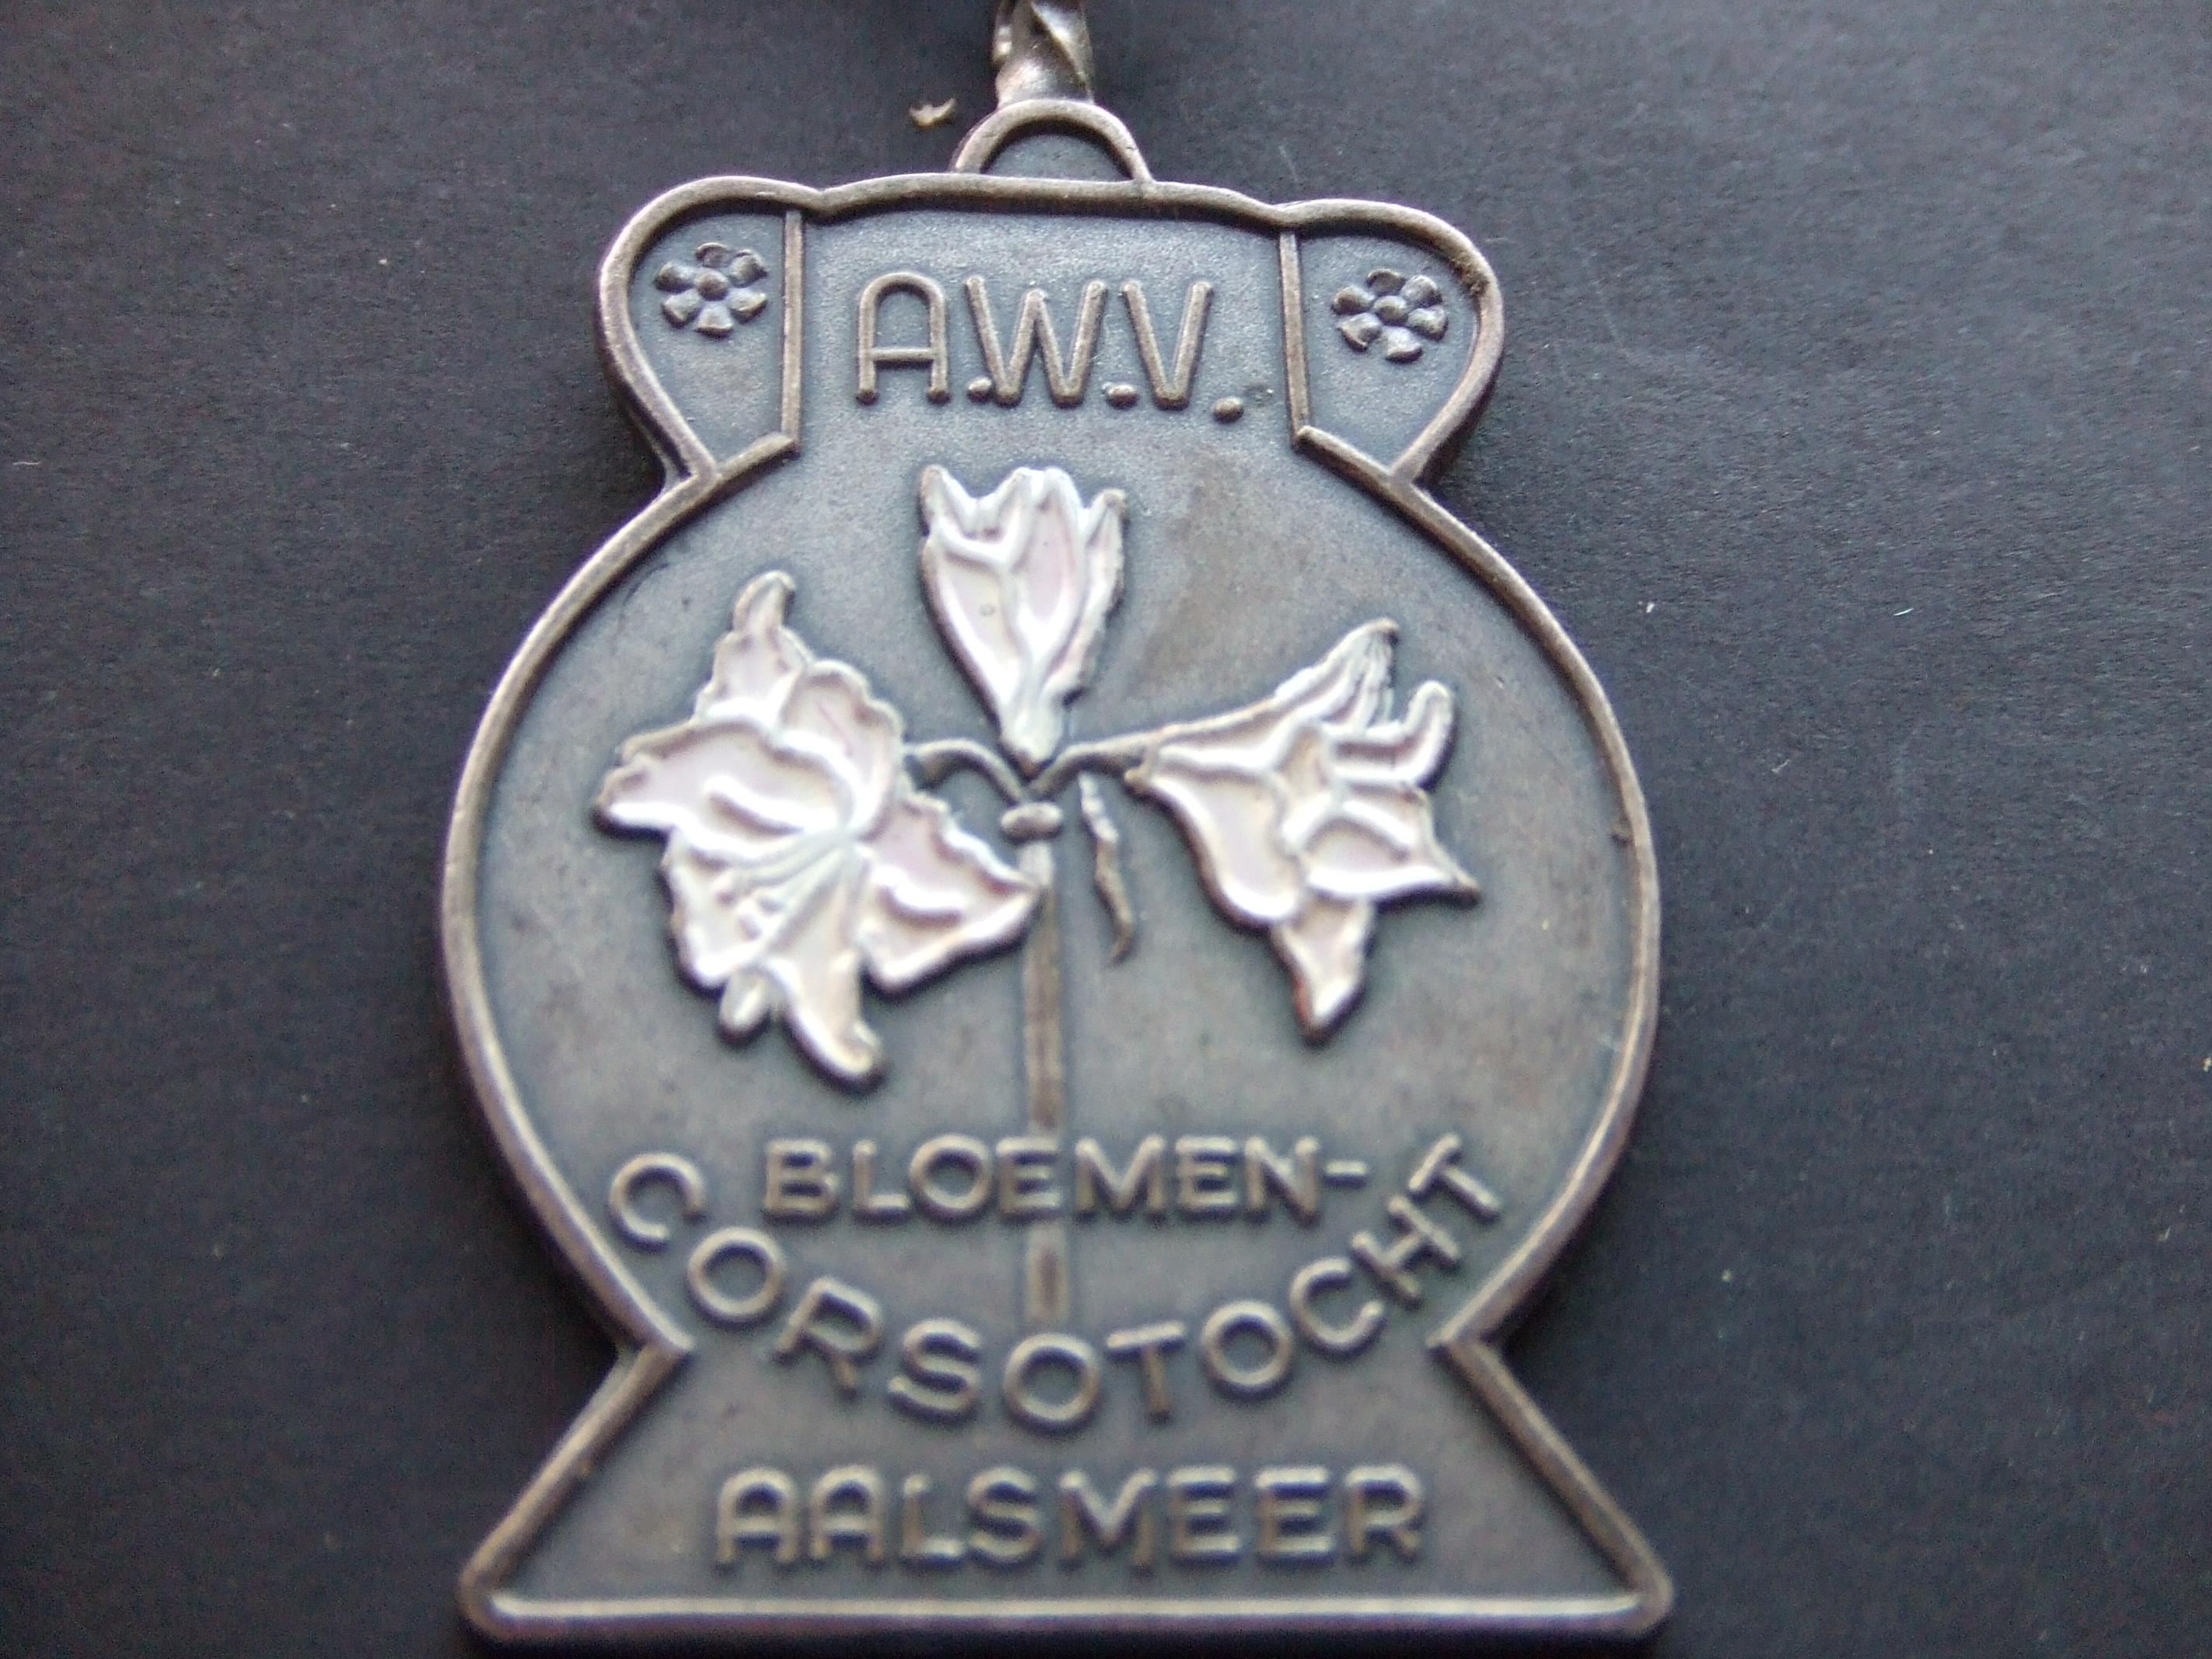 A.W.V.
BLOEMEN-
CORSOTOCHT
AALSMEER